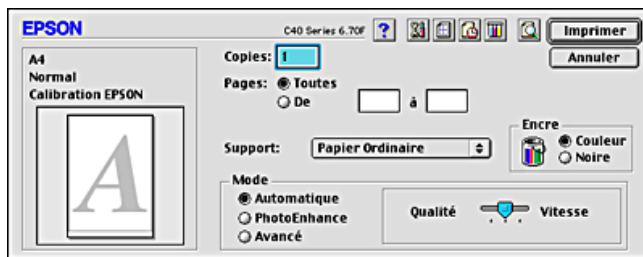 EPSON
C40 Series 6.70F
?
Imprimer
Annuler
A4
Normal
Calibration EPSON
A
Copies: 1
Pages: Toutes
De à
Support: Papier Ordinaire
Encre
Couleur
Noire
Mode
Automatique
PhotoEnhance
Avancé
Qualité Vitesse